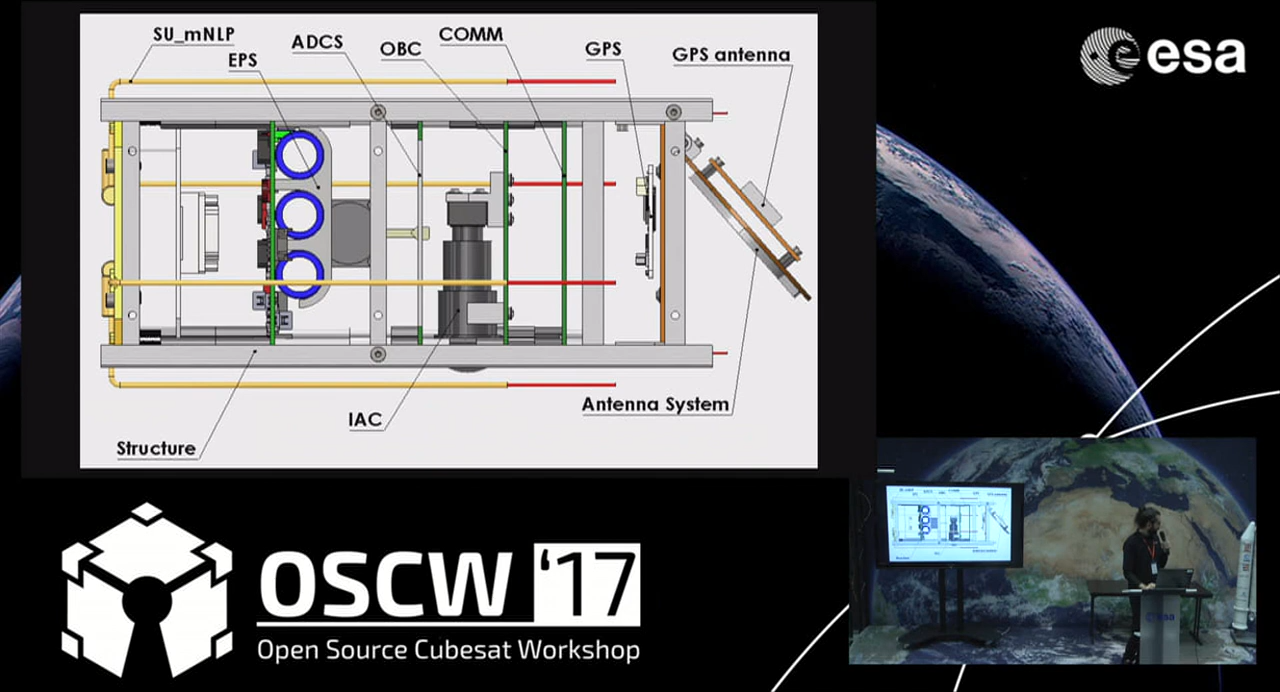 SU_mNLP
EPS
ADCS
OBC
COMM
GPS
GPS antenna
IAC
Antenna System
Structure
esa
OSCW '17
Open Source Cubesat Workshop
esa